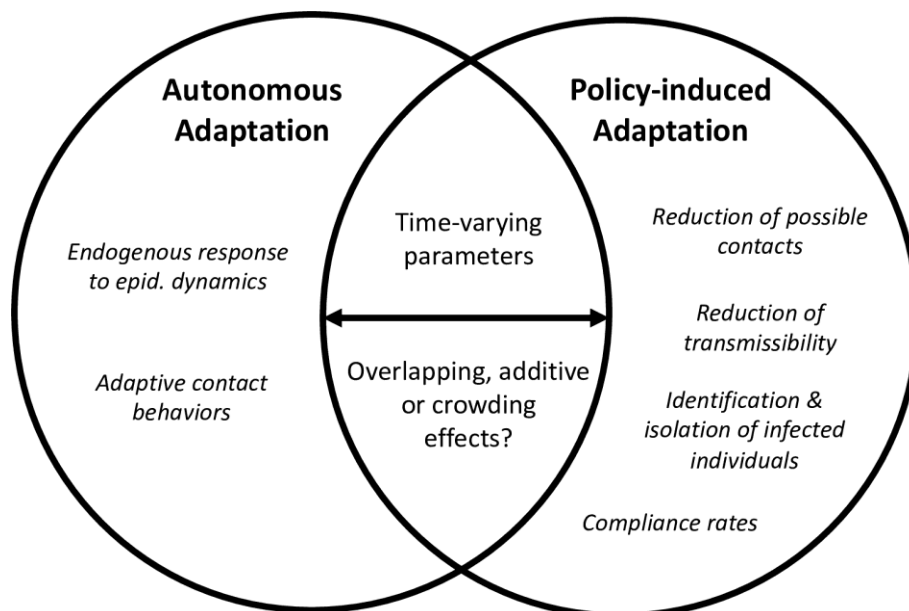 Autonomous
Adaptation
Endogenous response
to epid. dynamics
Adaptive contact
behaviors
Time-varying
parameters
Overlapping, additive
or crowding
effects?
Policy-induced
Adaptation
Reduction of possible
contacts
Reduction of
transmissibility
Identification &
isolation of infected
individuals
Compliance rates